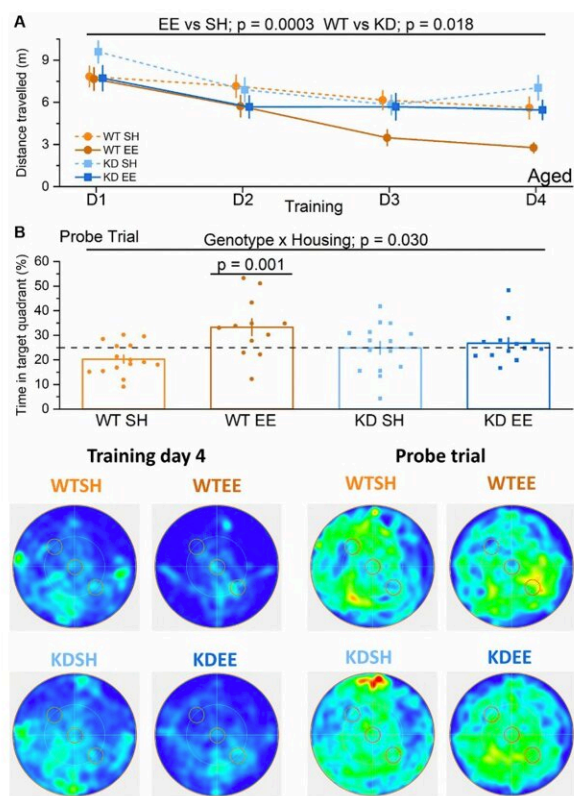 A
EE vs SH; p = 0.0003 WT vs KD; p = 0.018
Distance travelled (m)
9
6
3
0
WT SH
WT EE
KD SH
KD EE
Aged
D1
D2
D3
D4
Training
B
Probe Trial
Genotype x Housing; p = 0.030
p = 0.001
Time in target quadrant (%)
60
50
40
30
20
10
0
WT SH
WT EE
KD SH
KD EE
Training day 4
Probe trial
WTSH
WTEE
WTSH
WTEE
KDSH
KDEE
KDSH
KDEE